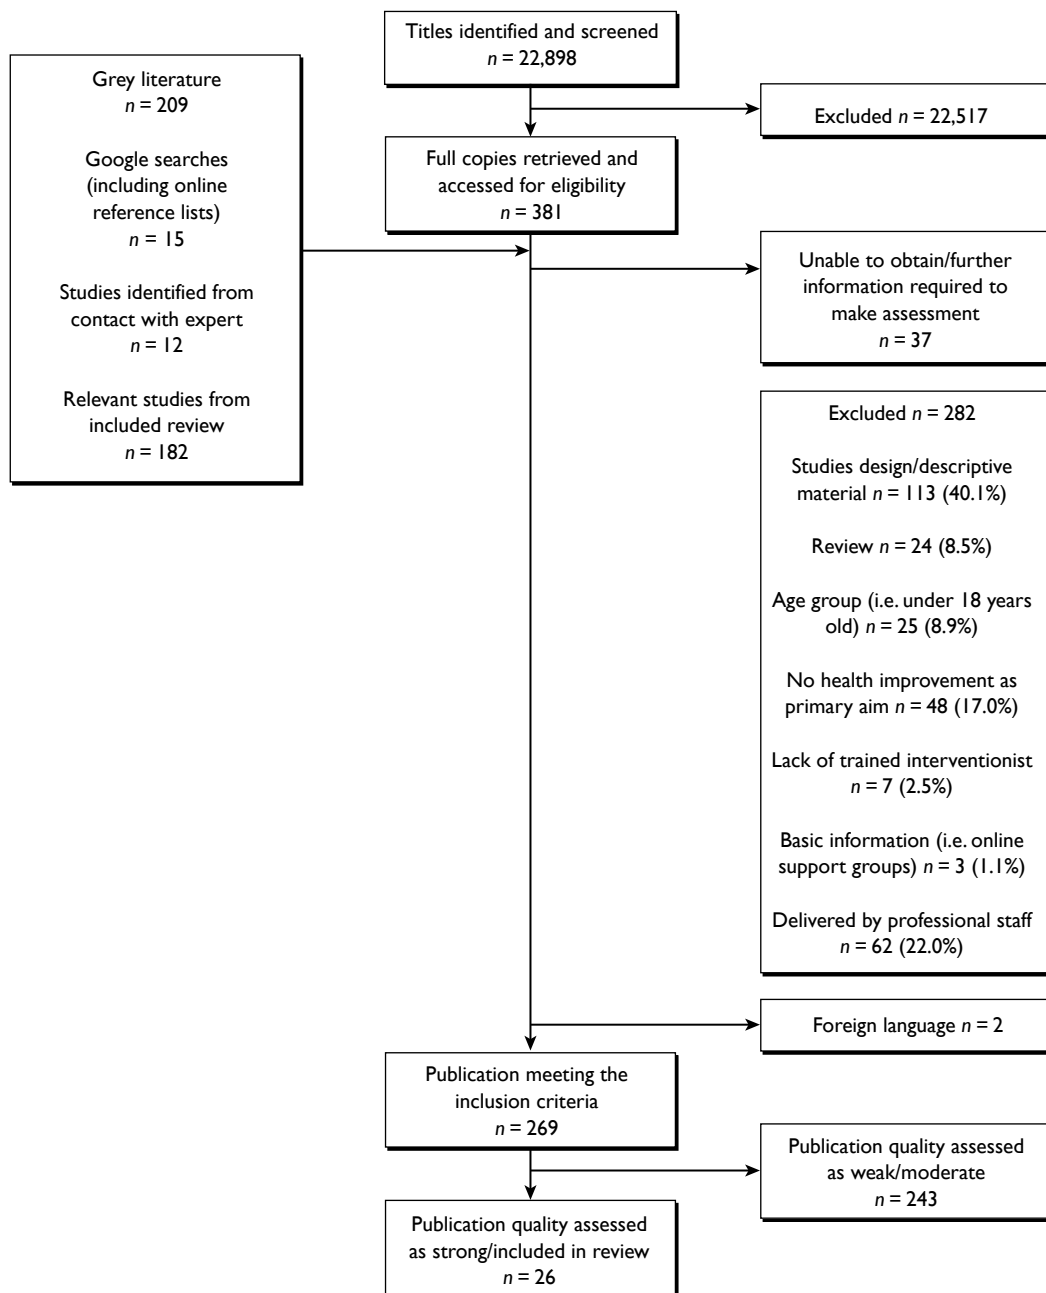 Titles identified and screened
n = 22,898
Grey literature
n = 209
Google searches
(including online
reference lists)
n = 15
Studies identified from
contact with expert
n = 12
Relevant studies from
included review
n = 182
Excluded n = 22,517
Full copies retrieved and
accessed for eligibility
n = 381
Unable to obtain/further
information required to
make assessment
n = 37
Excluded n = 282
Studies design/descriptive
material n = 113 (40.1%)
Review n = 24 (8.5%)
Age group (i.e. under 18 years
old) n = 25 (8.9%)
No health improvement as
primary aim n = 48 (17.0%)
Lack of trained interventionist
n = 7 (2.5%)
Basic information (i.e. online
support groups) n = 3 (1.1%)
Delivered by professional staff
n = 62 (22.0%)
Foreign language n = 2
Publication meeting the
inclusion criteria
n = 269
Publication quality assessed
as weak/moderate
n = 243
Publication quality assessed
as strong/included in review
n = 26